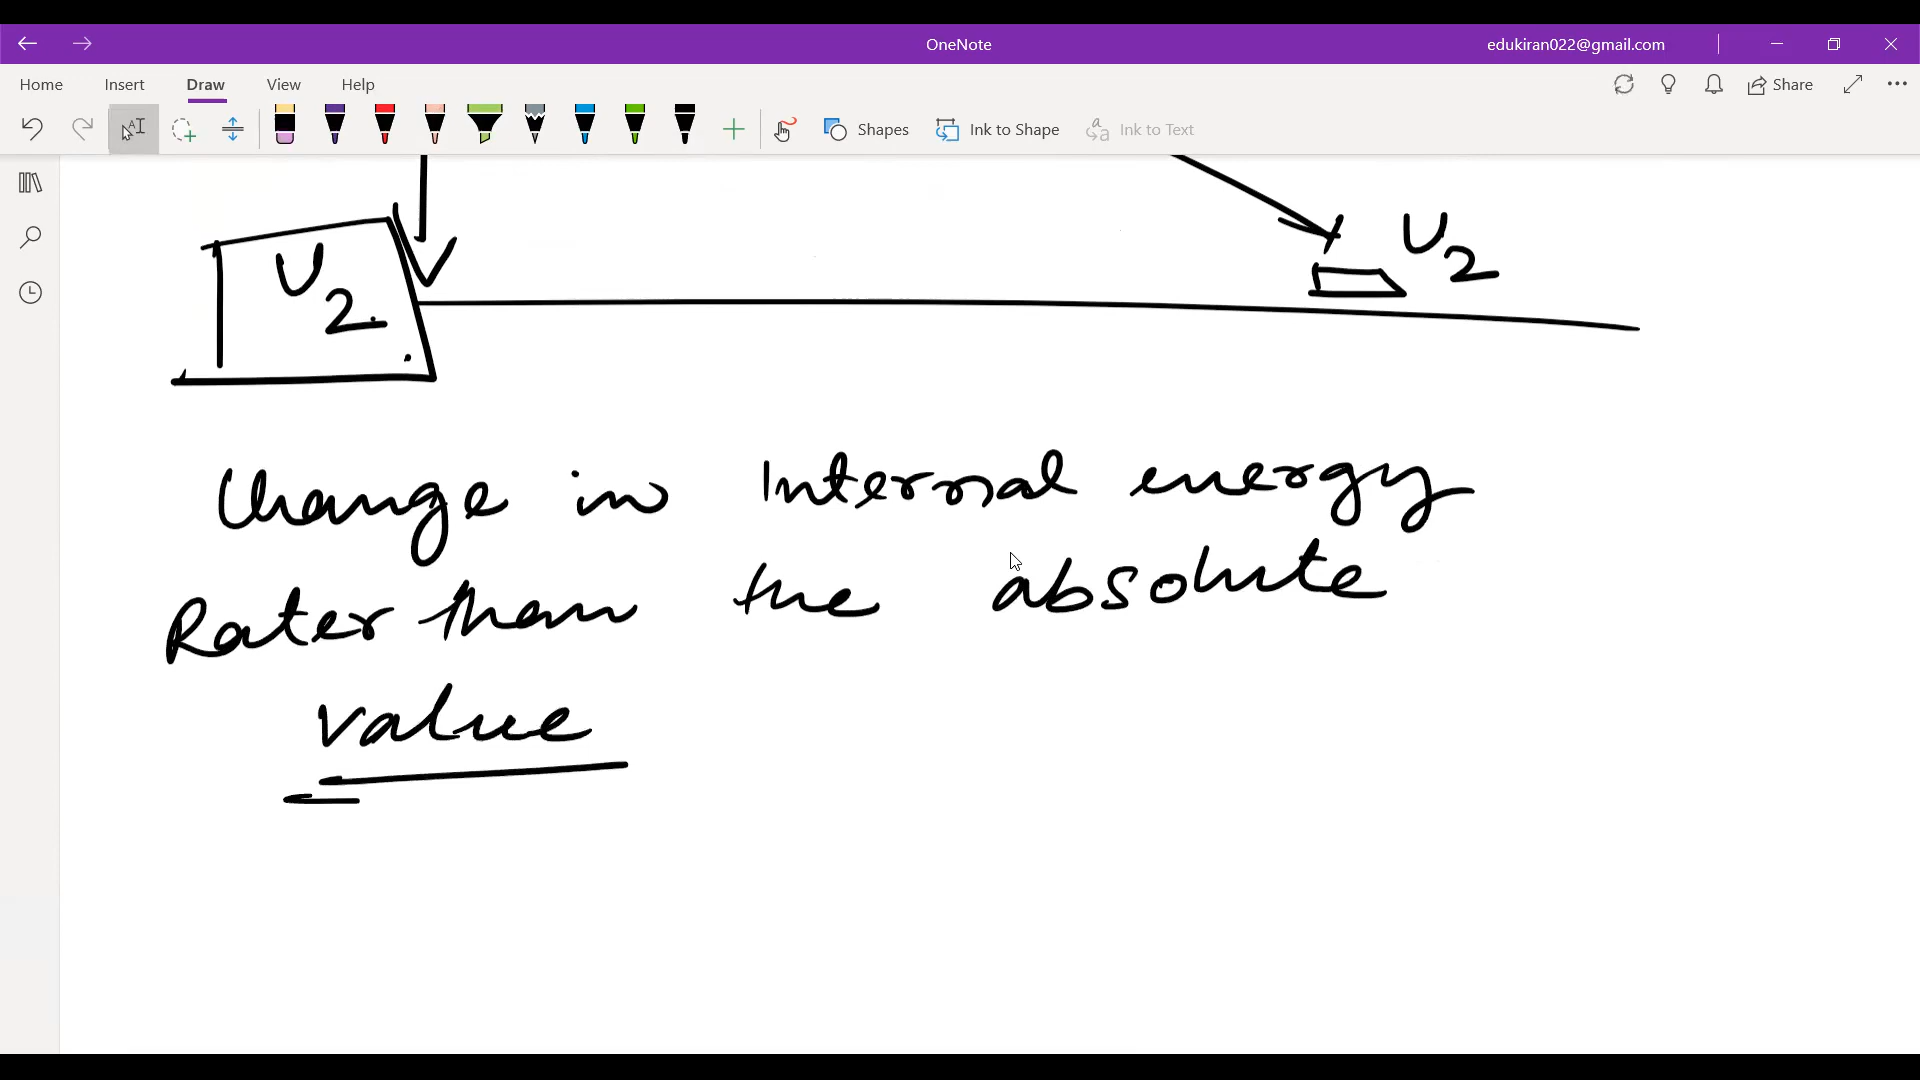 OneNote
edukiran022@gmail.com
Home Insert Draw View Help
Share
Shapes Ink to Shape Ink to Text
U2
U2.
Change in Internal energy
Rater than the absolute
value